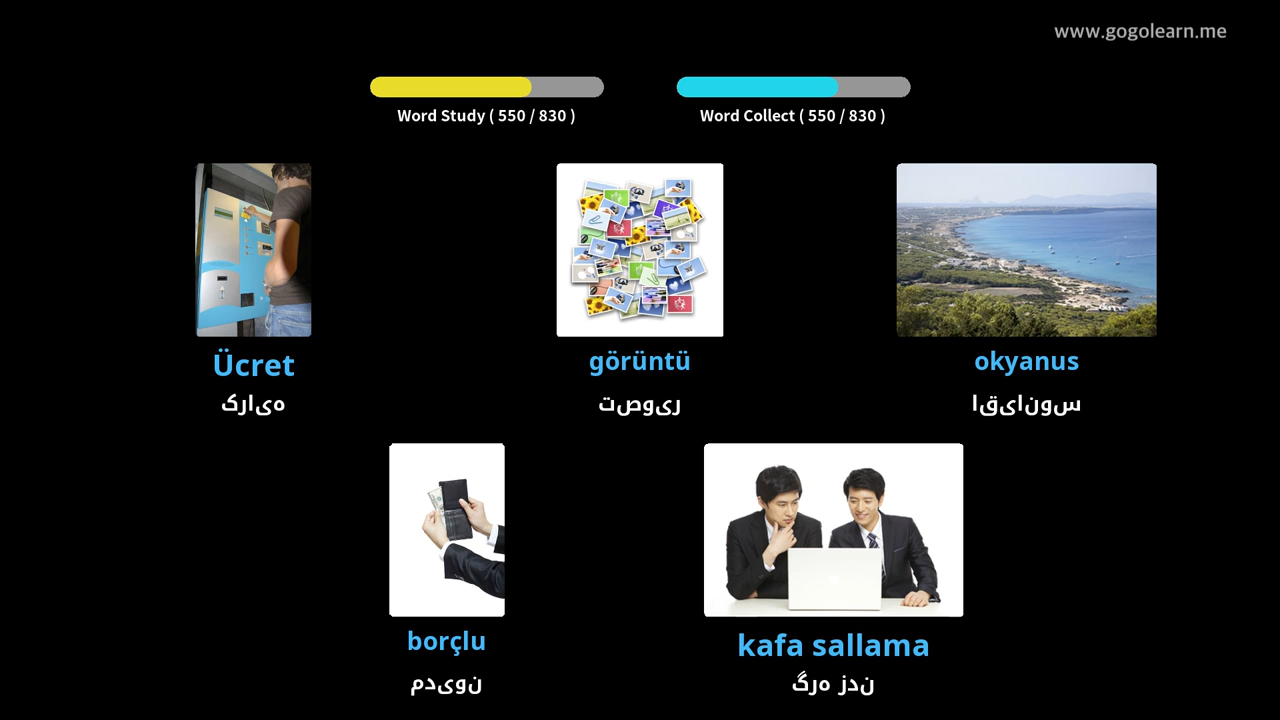 www.gogolearn.me
Word Study ( 550 / 830 )
Word Collect ( 550 / 830 )
Ücret
هیارک
görüntü
ریوصت
okyanus
سونایقا
borçlu
نویدم
kafa sallama
ندز هرگ